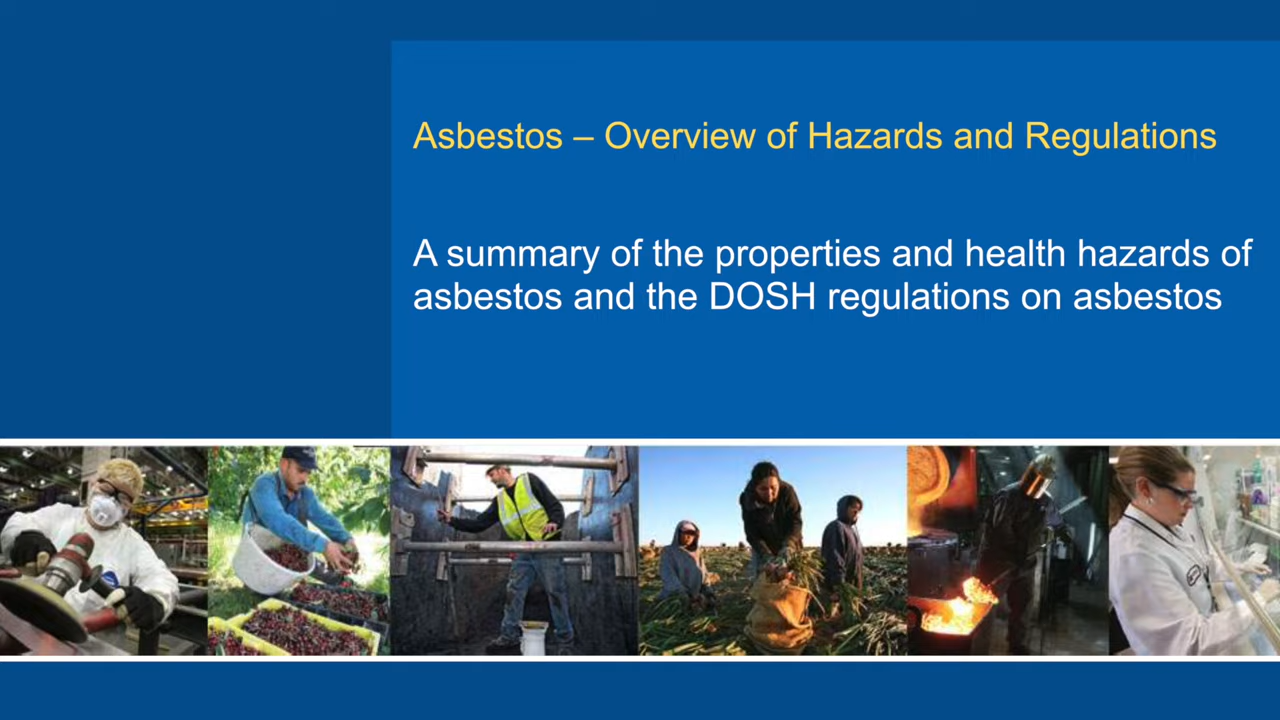 Asbestos – Overview of Hazards and Regulations
A summary of the properties and health hazards of
asbestos and the DOSH regulations on asbestos